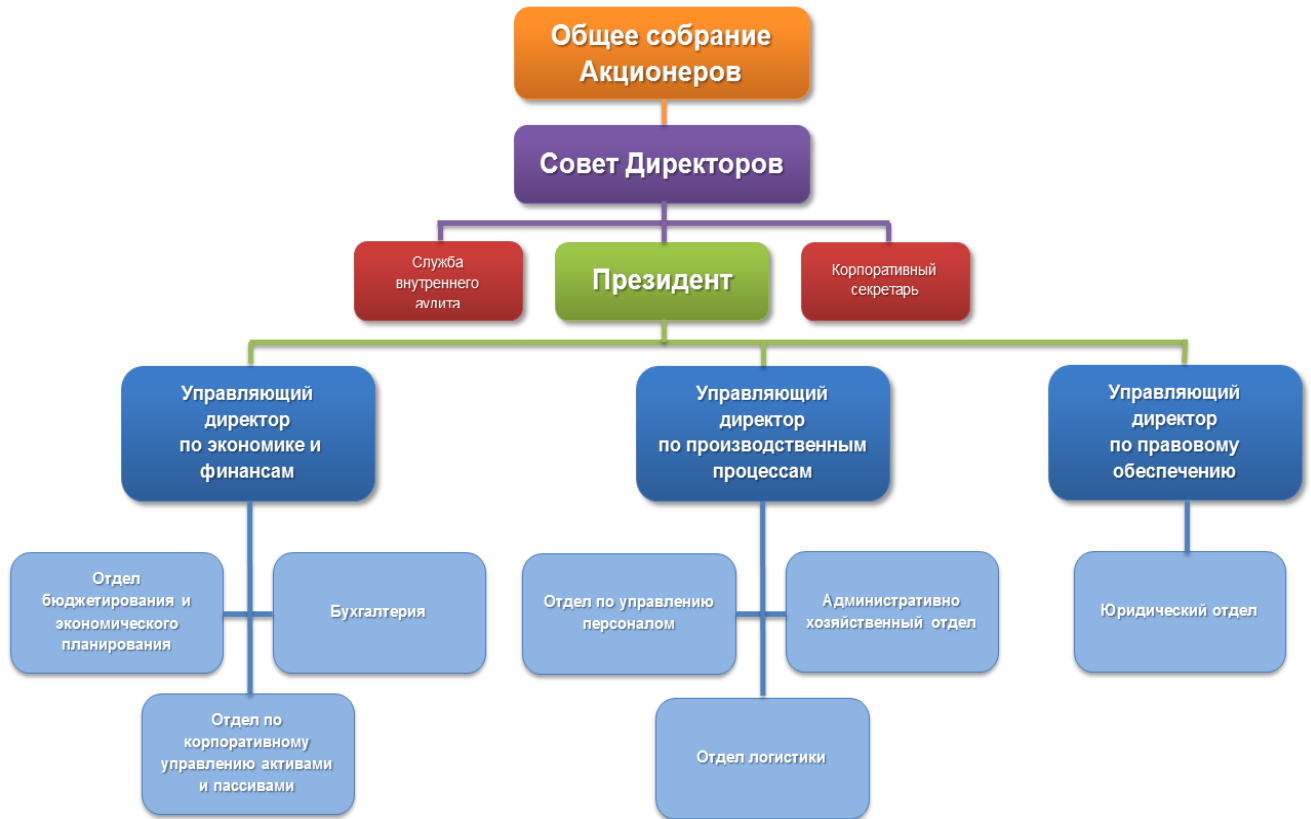 Общее собрание
Акционеров
Совет Директоров
Служба
внутреннего
аудита
Президент
Корпоративный
секретарь
Управляющий
директор
по экономике и
финансам
Управляющий
директор
по производственным
процессам
Управляющий
директор
по правовому
обеспечению
Отдел
бюджетирования и
экономического
планирования
Бухгалтерия
Отдел по управлению
персоналом
Административно
хозяйственный отдел
Юридический отдел
Отдел по
корпоративному
управлению активами
и пассивами
Отдел логистики